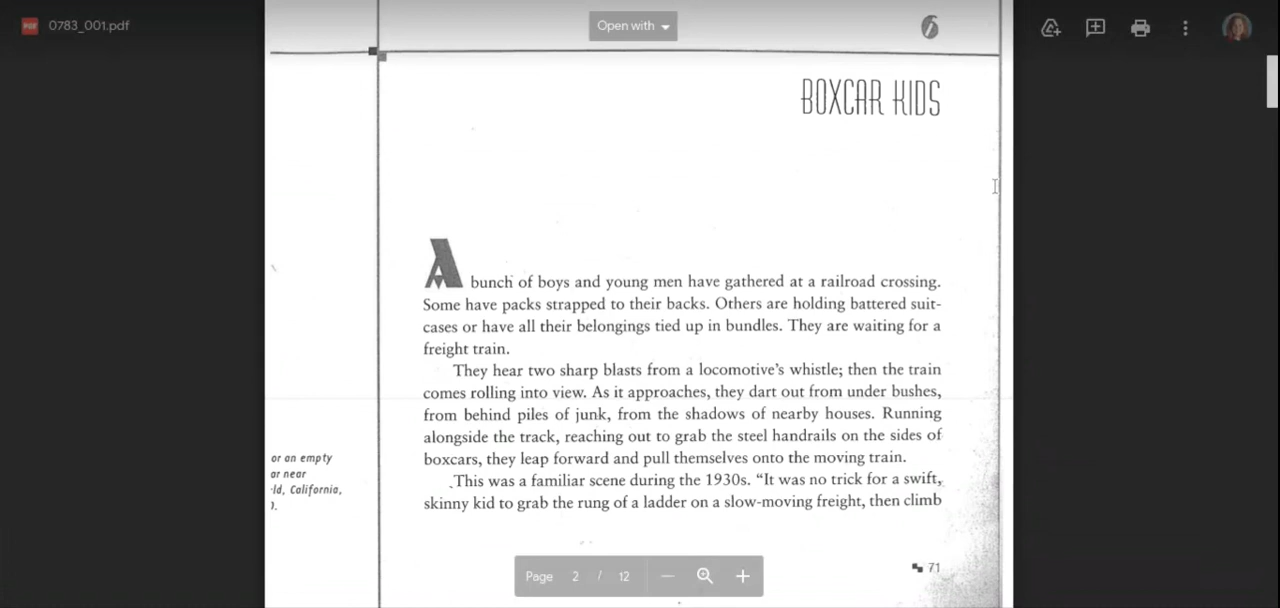 PDF 0783_001.pdf
Open with
6
BOXCAR KIDS
A bunch of boys and young men have gathered at a railroad crossing.
Some have packs strapped to their backs. Others are holding battered suit-
cases or have all their belongings tied up in bundles. They are waiting for a
freight train.
They hear two sharp blasts from a locomotive's whistle; then the train
comes rolling into view. As it approaches, they dart out from under bushes,
from behind piles of junk, from the shadows of nearby houses. Running
alongside the track, reaching out to grab the steel handrails on the sides of
boxcars, they leap forward and pull themselves onto the moving train.
This was a familiar scene during the 1930s. "It was no trick for a swift,
skinny kid to grab the rung of a ladder on a slow-moving freight, then climb
or an empty
ar near
ld, California,
).
71
Page 2 / 12